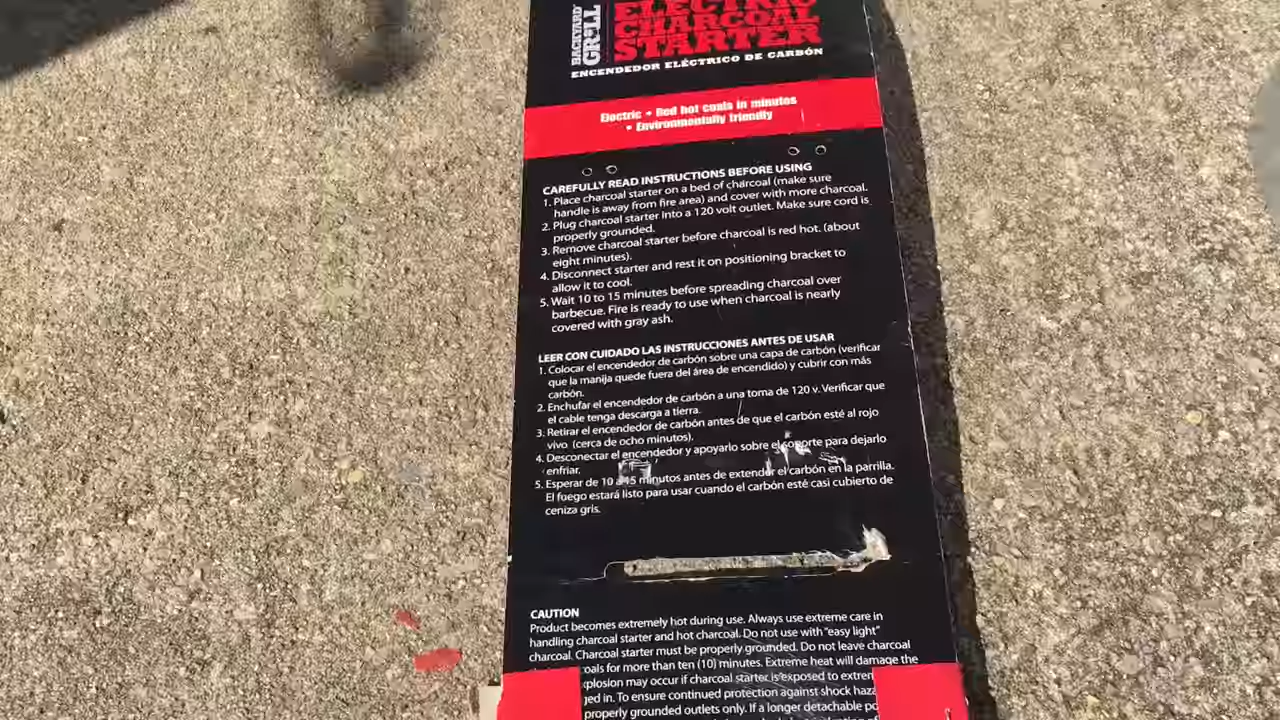 BACKYARD GRILL
ELECTRIC
CHARCOAL
STARTER
ENCENDEDOR ELÉCTRICO DE CARBÓN
Electric • Red hot coals in minutes
• Environmentally friendly
CAREFULLY READ INSTRUCTIONS BEFORE USING
1. Place charcoal starter on a bed of charcoal (make sure
handle is away from fire area) and cover with more charcoal.
2. Plug charcoal starter into a 120 volt outlet. Make sure cord is
properly grounded.
3. Remove charcoal starter before charcoal is red hot. (about
eight minutes).
4. Disconnect starter and rest it on positioning bracket to
allow it to cool.
5. Wait 10 to 15 minutes before spreading charcoal over
barbecue. Fire is ready to use when charcoal is nearly
covered with gray ash.
LEER CON CUIDADO LAS INSTRUCCIONES ANTES DE USAR
1. Colocar el encendedor de carbón sobre una capa de carbón (verificar
que la manija quede fuera del área de encendido) y cubrir con más
carbón.
2. Enchufar el encendedor de carbón a una toma de 120 v. Verificar que
el cable tenga descarga a tierra.
3. Retirar el encendedor de carbón antes de que el carbón esté al rojo
vivo (cerca de ocho minutos).
4. Desconectar el encendedor y apoyarlo sobre el soporte para dejarlo
enfriar.
5. Esperar de 10 a 15 minutos antes de extender el carbón en la parrilla.
El fuego estará listo para usar cuando el carbón esté casi cubierto de
ceniza gris.
CAUTION
Product becomes extremely hot during use. Always use extreme care in
handling charcoal starter and hot charcoal. Do not use with "easy light"
charcoal. Charcoal starter must be properly grounded. Do not leave charcoal
oals for more than ten (10) minutes. Extreme heat will damage the
plosion may occur if charcoal starter is exposed to extrem
ged in. To ensure continued protection against shock haza
properly grounded outlets only. If a longer detachable po